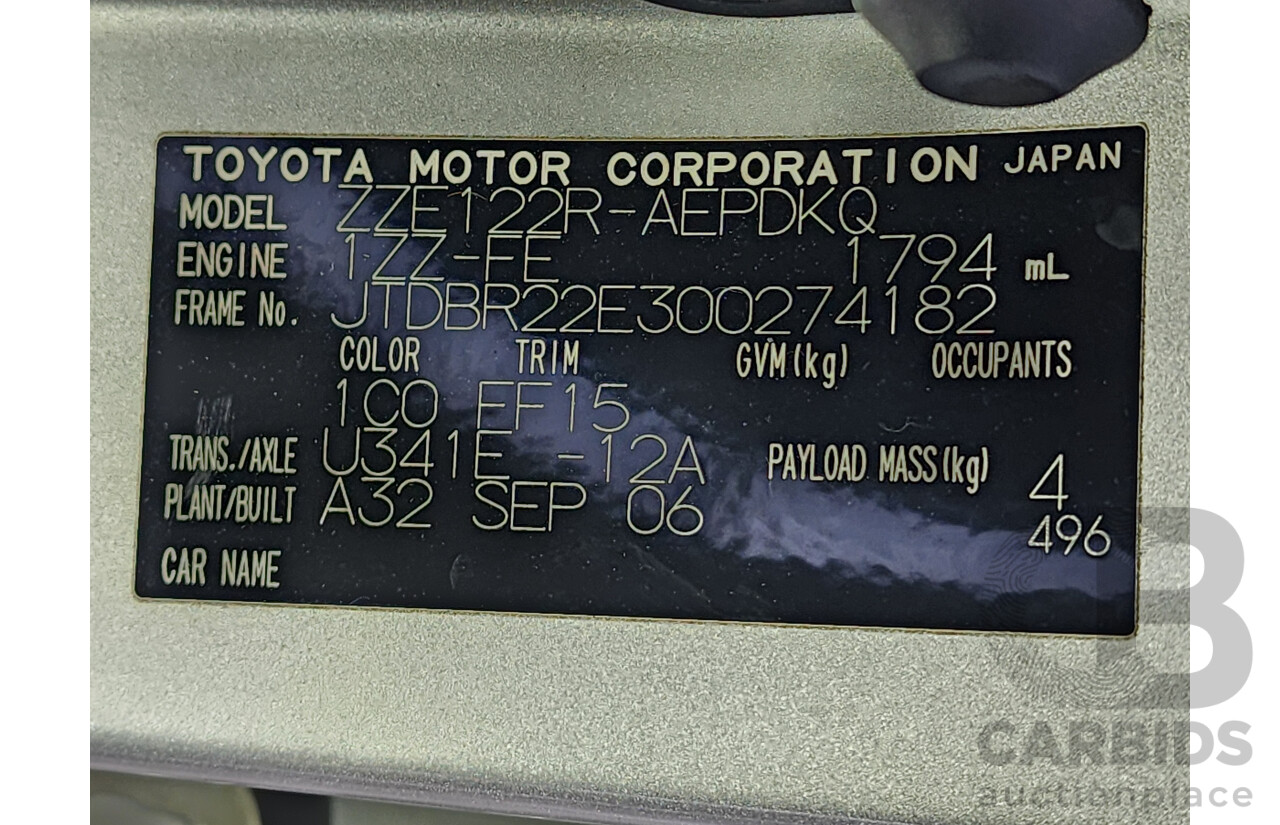 TOYOTA MOTOR CORPORATION JAPAN
MODEL ZZE122R-AEPDKQ
ENGINE 1ZZ-FE 1794 mL
FRAME No. JTDBR22E300274182
COLOR TRIM GVM(kg) OCCUPANTS
1C0 EF15
TRANS./AXLE U341E -12A PAYLOAD MASS(kg) 4
PLANT/BUILT A32 SEP 06 496
CAR NAME
CARBIDS
auctionplace